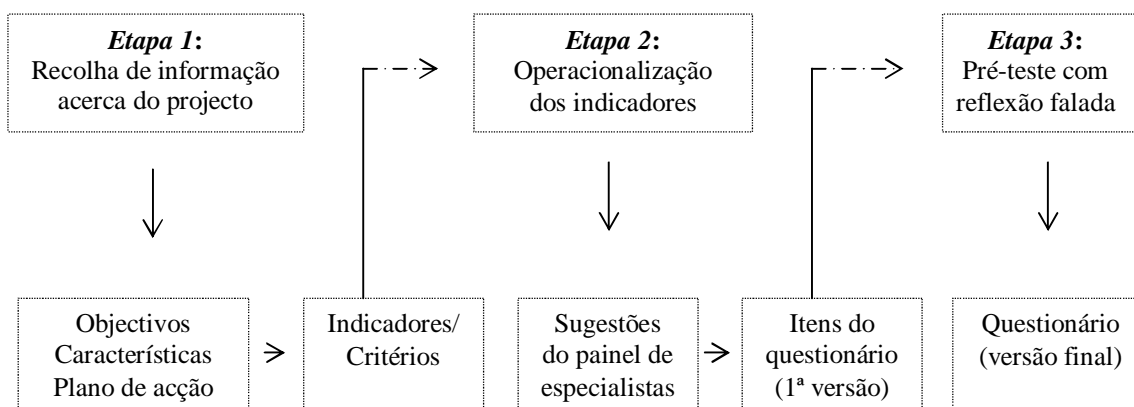 Etapa 1:
Recolha de informação
acerca do projecto
Etapa 2:
Operacionalização
dos indicadores
Etapa 3:
Pré-teste com
reflexão falada
Objectivos
Características
Plano de acção
Indicadores/
Critérios
Sugestões
do painel de
especialistas
Itens do
questionário
(1ª versão)
Questionário
(versão final)